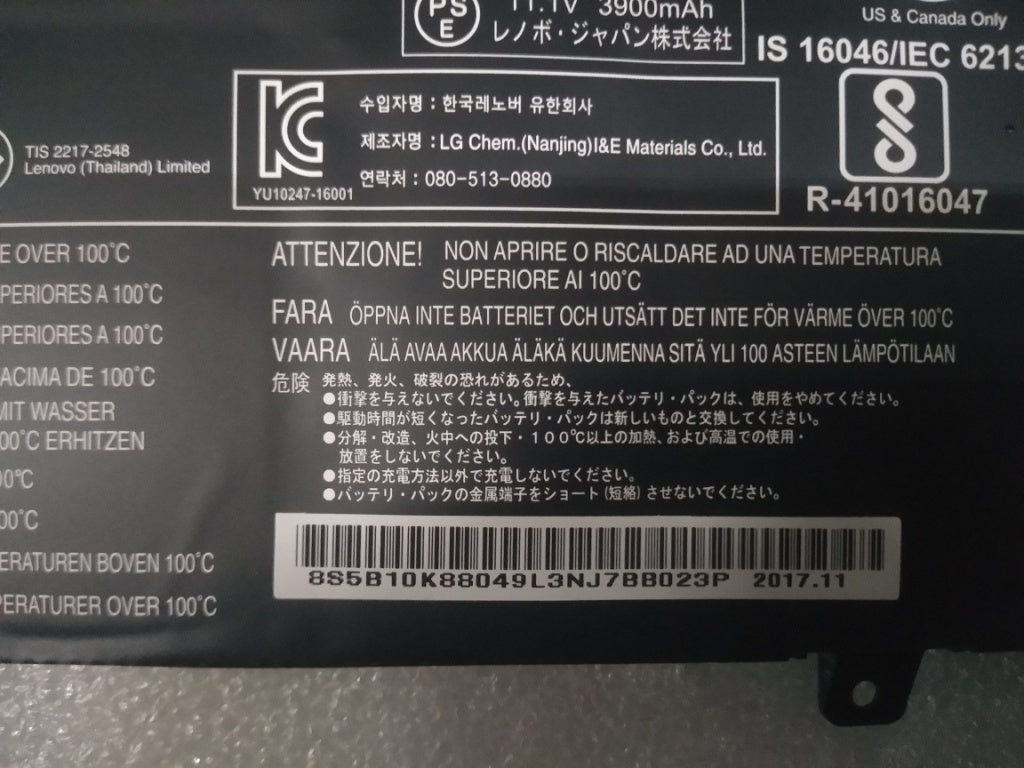 PS
E
11.1V 3900mAh
レノボ・ジャパン株式会社
US & Canada Only
IS 16046/IEC 6213
수입자명 : 한국레노버 유한회사
제조자명 : LG Chem.(Nanjing)I&E Materials Co., Ltd.
연락처 : 080-513-0880
YU10247-16001
TIS 2217-2548
Lenovo (Thailand) Limited
R-41016047
E OVER 100°C
PERIORES A 100°C
PERIORES A 100°C
ACIMA DE 100°C
MIT WASSER
00°C ERHITZEN
00°C
00°C
ERATUREN BOVEN 100°C
PERATURER OVER 100°C
ATTENZIONE! NON APRIRE O RISCALDARE AD UNA TEMPERATURA
SUPERIORE AI 100°C
FARA ÖPPNA INTE BATTERIET OCH UTSÄTT DET INTE FÖR VÄRME ÖVER 100°C
VAARA ÄLÄ AVAA AKKUA ÄLÄKÄ KUUMENNA SITÄ YLI 100 ASTEEN LÄMPÖTILAAN
危険 発熱、発火、破裂の恐れがあるため、
●衝撃を与えないでください。衝撃を与えたバッテリ・パックは、使用をやめてください。
●駆動時間が短くなったバッテリ・パックは新しいものと交換してください。
●分解・改造、火中への投下・100℃以上の加熱、および高温での使用・
放置をしないでください。
●指定の充電方法以外で充電しないでください。
●バッテリ・パックの金属端子をショート(短絡)させないでください。
8S5B10K88049L3NJ7BB023P 2017.11